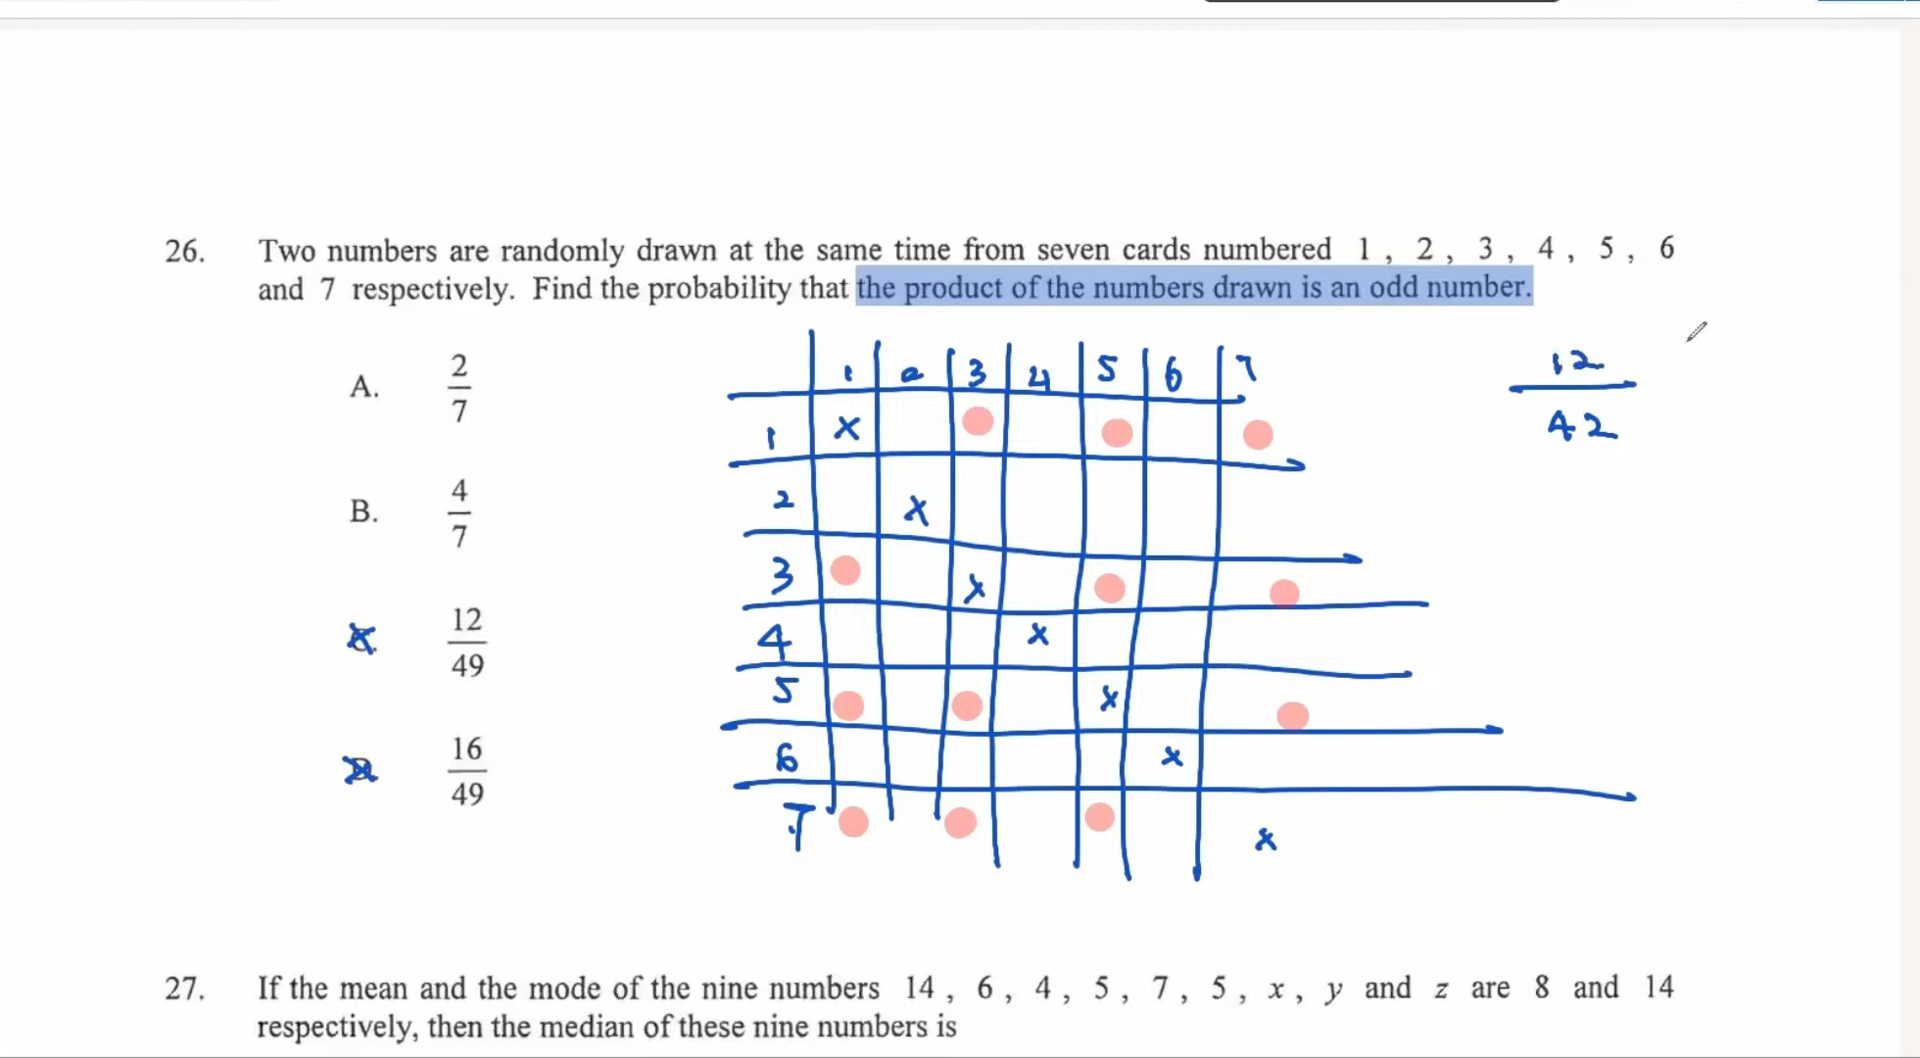 26. Two numbers are randomly drawn at the same time from seven cards numbered 1 , 2 , 3 , 4 , 5 , 6
and 7 respectively. Find the probability that the product of the numbers drawn is an odd number.
A. 2/7
B. 4/7
12/49
16/49
1 2 3 4 5 6 7
1 x
2 x
3 x
4 x
5 x
6 x
7 x
12
42
27. If the mean and the mode of the nine numbers 14 , 6 , 4 , 5 , 7 , 5 , x , y and z are 8 and 14
respectively, then the median of these nine numbers is